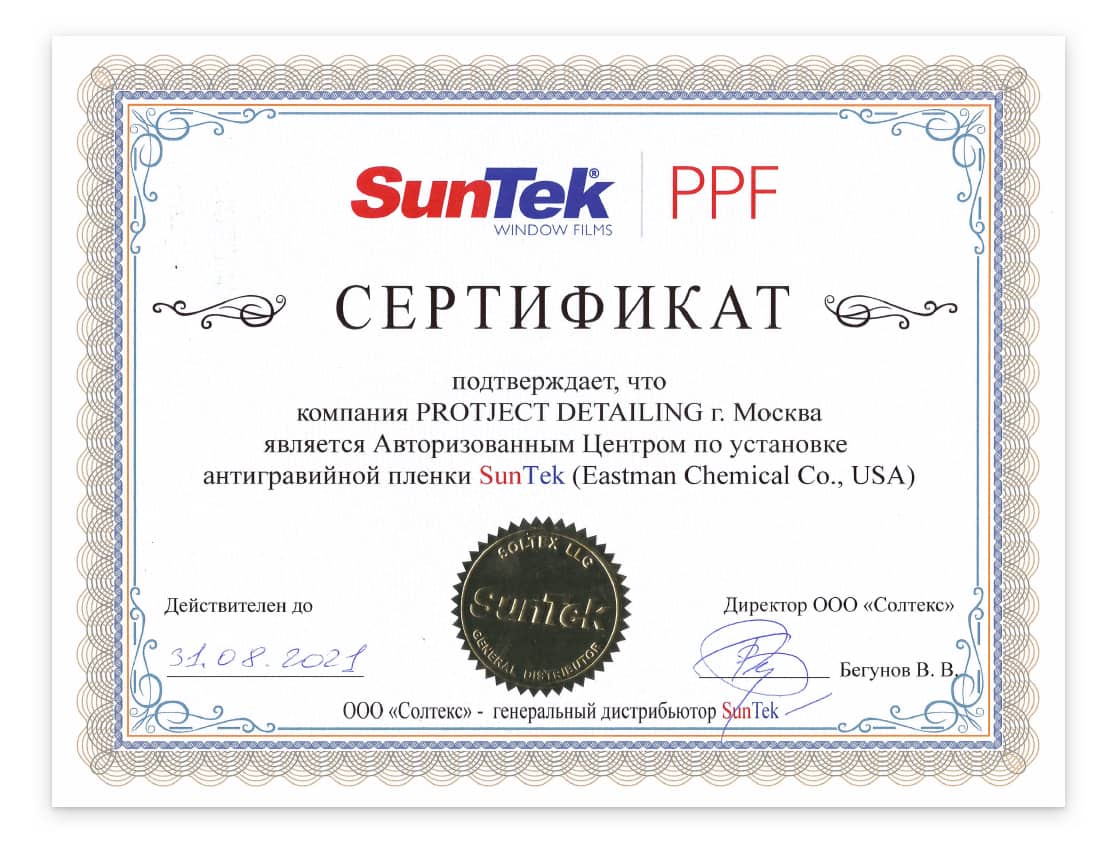 SunTek® | PPF
WINDOW FILMS
СЕРТИФИКАТ
подтверждает, что
компания PROTJECT DETAILING г. Москва
является Авторизованным Центром по установке
антигравийной пленки SunTek (Eastman Chemical Co., USA)
SOLTEX LLC
SunTek
GENERAL DISTRIBUTOR
Действителен до
31.08.2021
Директор ООО «Солтекс»
Бегунов В. В.
ООО «Солтекс» - генеральный дистрибьютор SunTek